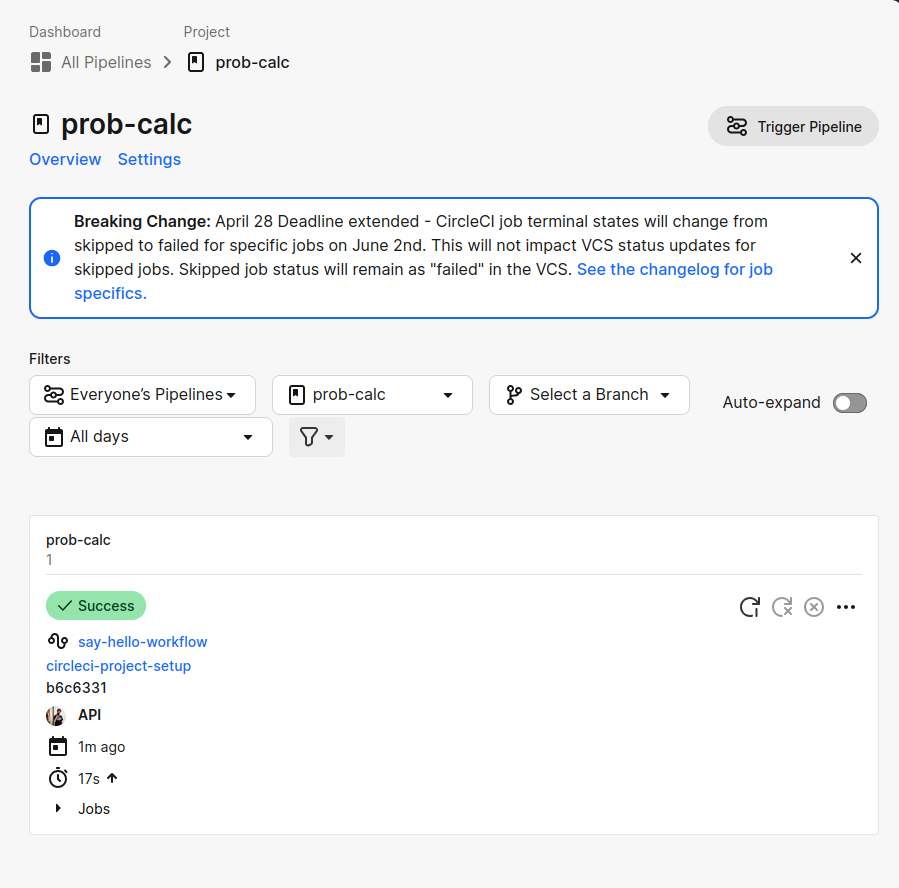 Dashboard
Project
All Pipelines
prob-calc
prob-calc
Trigger Pipeline
Overview
Settings
Breaking Change: April 28 Deadline extended - CircleCI job terminal states will change from
skipped to failed for specific jobs on June 2nd. This will not impact VCS status updates for
skipped jobs. Skipped job status will remain as "failed" in the VCS. See the changelog for job
specifics.
Filters
Everyone’s Pipelines
prob-calc
Select a Branch
Auto-expand
All days
prob-calc
1
Success
say-hello-workflow
circleci-project-setup
b6c6331
API
1m ago
17s
Jobs